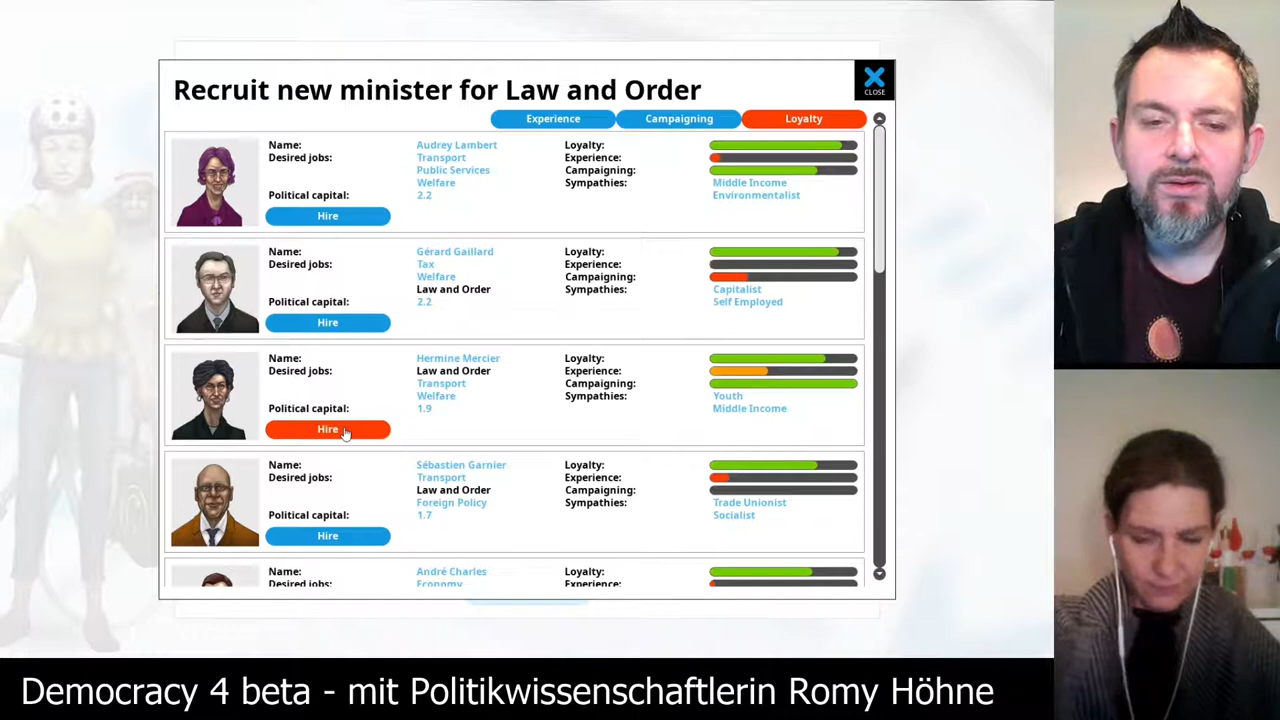 Recruit new minister for Law and Order
CLOSE
Experience Campaigning Loyalty
Name: Audrey Lambert Loyalty:
Desired jobs: Transport Experience:
Public Services Campaigning:
Welfare Sympathies: Middle Income
Political capital: 2.2 Environmentalist
Hire
Name: Gérard Gaillard Loyalty:
Desired jobs: Tax Experience:
Welfare Campaigning:
Law and Order Sympathies: Capitalist
Political capital: 2.2 Self Employed
Hire
Name: Hermine Mercier Loyalty:
Desired jobs: Law and Order Experience:
Transport Campaigning:
Welfare Sympathies: Youth
Political capital: 1.9 Middle Income
Hire
Name: Sébastien Garnier Loyalty:
Desired jobs: Transport Experience:
Law and Order Campaigning:
Foreign Policy Sympathies: Trade Unionist
Political capital: 1.7 Socialist
Hire
Name: André Charles Loyalty:
Desired jobs: Economy Experience:
Democracy 4 beta - mit Politikwissenschaftlerin Romy Höhne